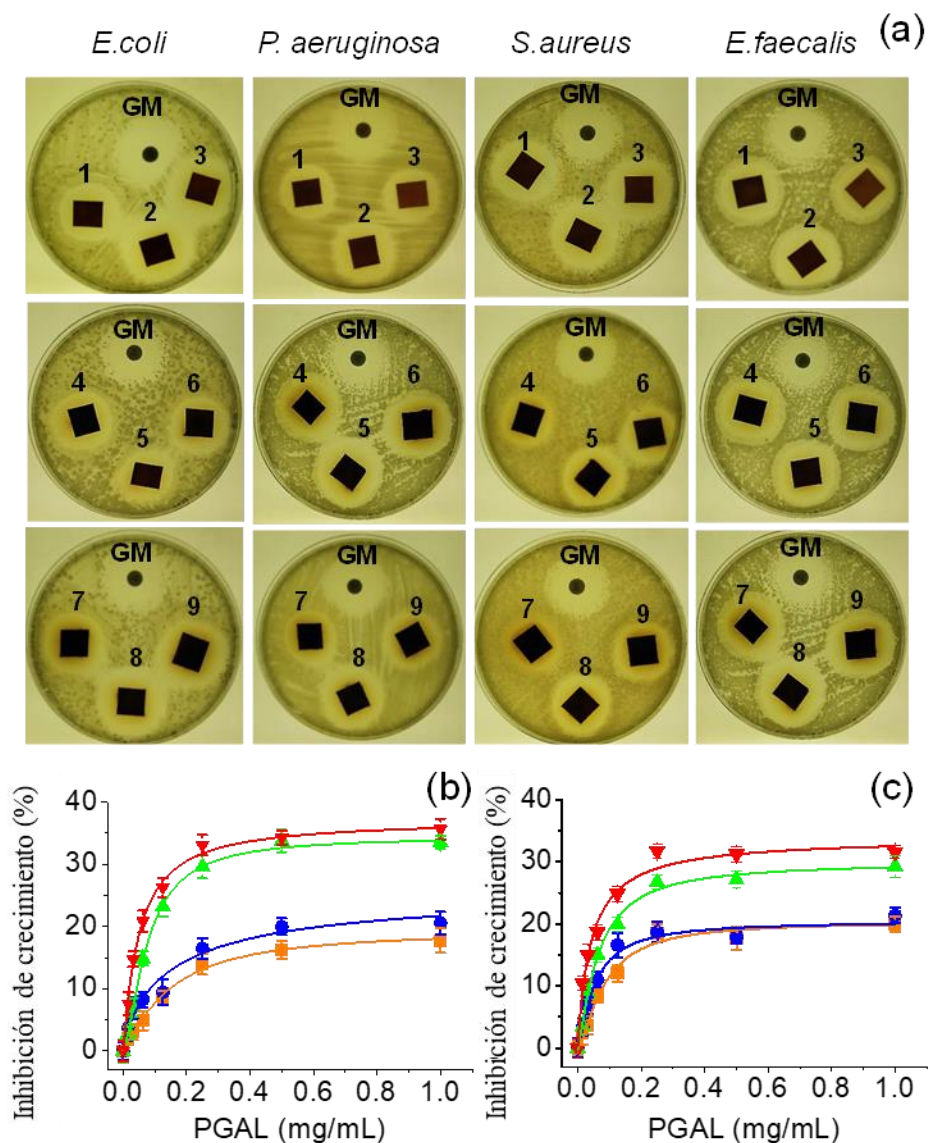 (a)
E.coli P. aeruginosa S.aureus E.faecalis
GM GM GM GM
1 2 3 1 2 3 1 2 3 1 2 3
GM GM GM GM
4 5 6 4 5 6 4 5 6 4 5 6
GM GM GM GM
7 8 9 7 8 9 7 8 9 7 8 9
(b)
Inhibición de crecimiento (%)
40
30
20
10
0
0.0 0.2 0.4 0.6 0.8 1.0
PGAL (mg/mL)
(c)
Inhibición de crecimiento (%)
40
30
20
10
0
0.0 0.2 0.4 0.6 0.8 1.0
PGAL (mg/mL)